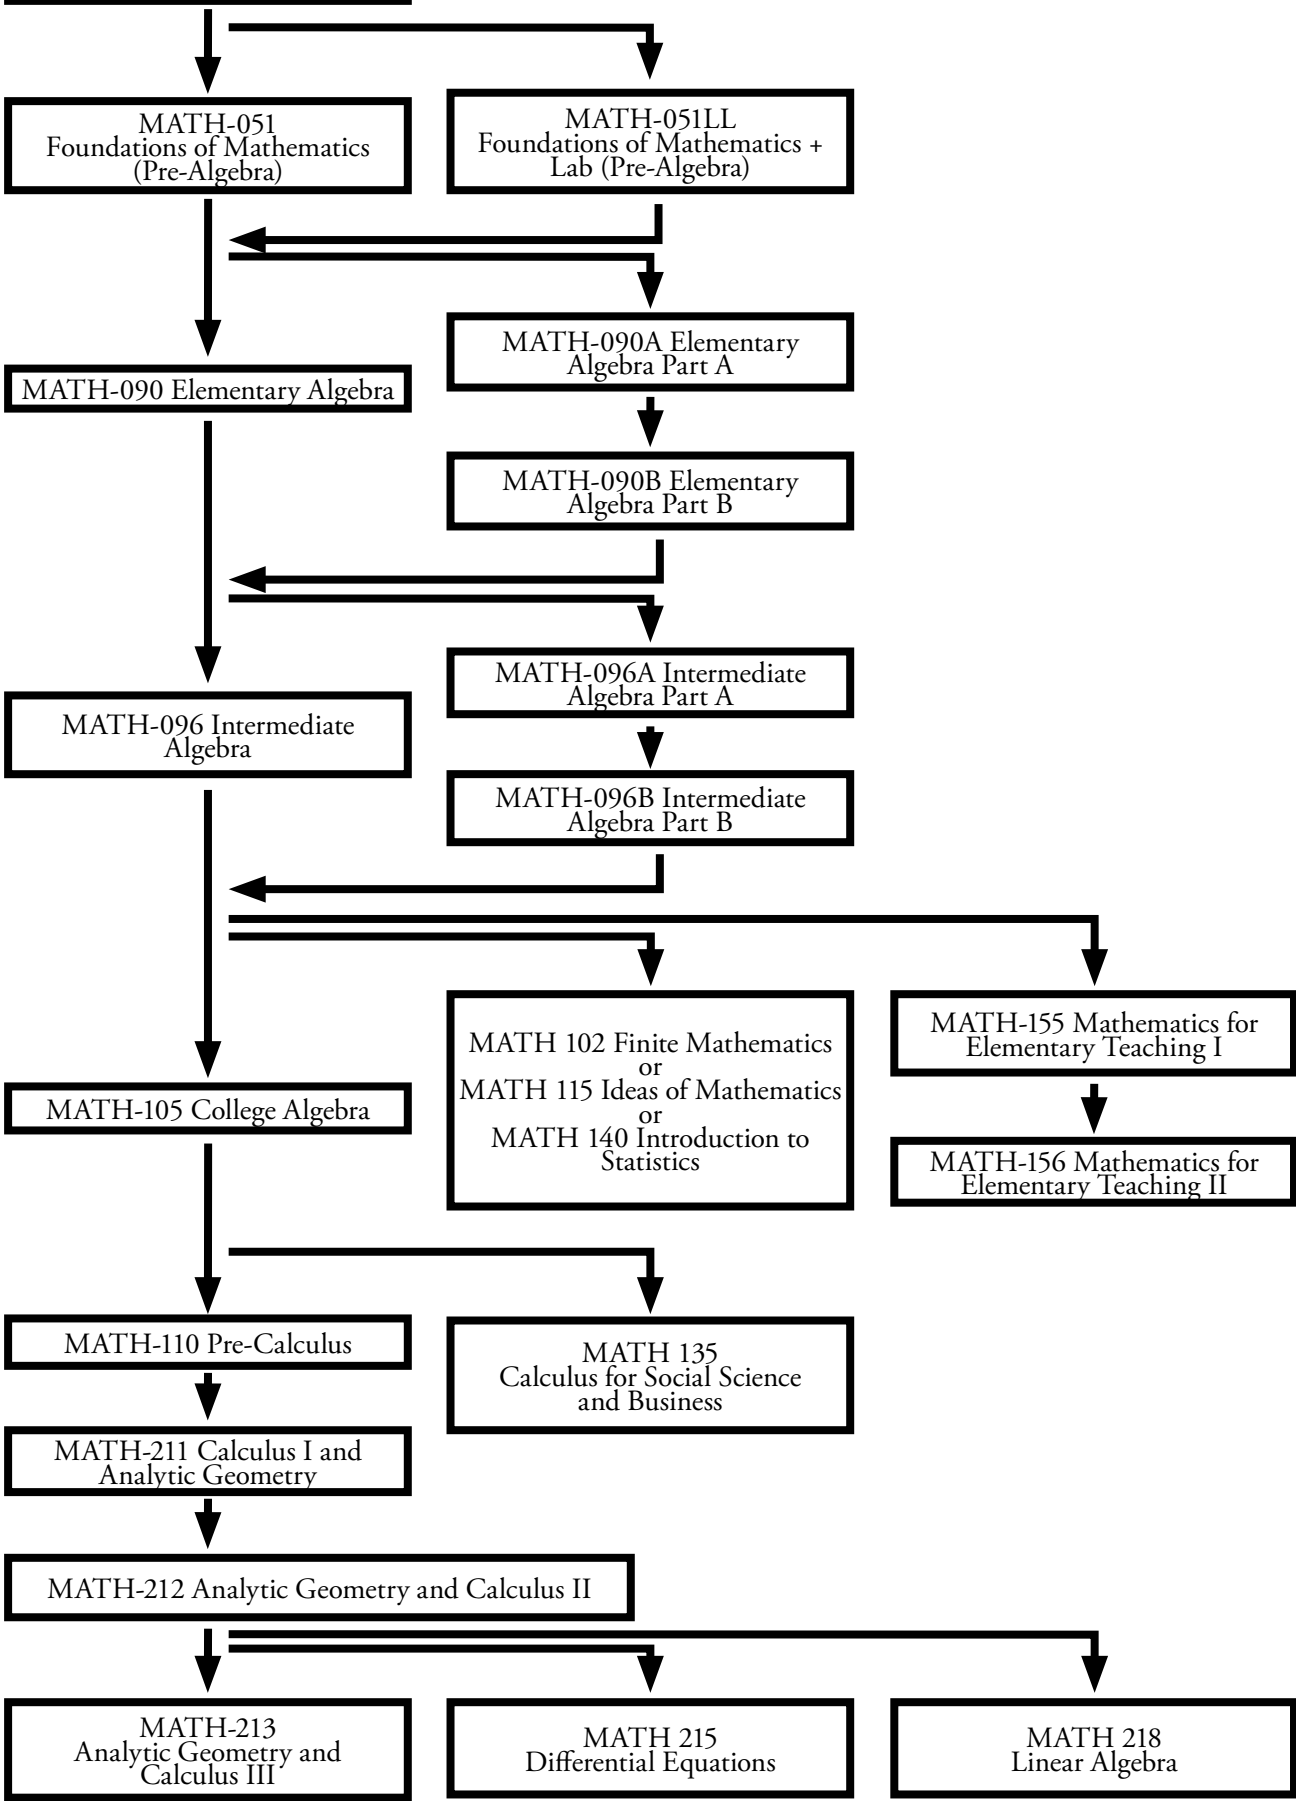 MATH-051
Foundations of Mathematics
(Pre-Algebra)
MATH-051LL
Foundations of Mathematics +
Lab (Pre-Algebra)
MATH-090A Elementary
Algebra Part A
MATH-090 Elementary Algebra
MATH-090B Elementary
Algebra Part B
MATH-096A Intermediate
Algebra Part A
MATH-096 Intermediate
Algebra
MATH-096B Intermediate
Algebra Part B
MATH 102 Finite Mathematics
or
MATH 115 Ideas of Mathematics
or
MATH 140 Introduction to
Statistics
MATH-155 Mathematics for
Elementary Teaching I
MATH-105 College Algebra
MATH-156 Mathematics for
Elementary Teaching II
MATH-110 Pre-Calculus
MATH 135
Calculus for Social Science
and Business
MATH-211 Calculus I and
Analytic Geometry
MATH-212 Analytic Geometry and Calculus II
MATH-213
Analytic Geometry and
Calculus III
MATH 215
Differential Equations
MATH 218
Linear Algebra